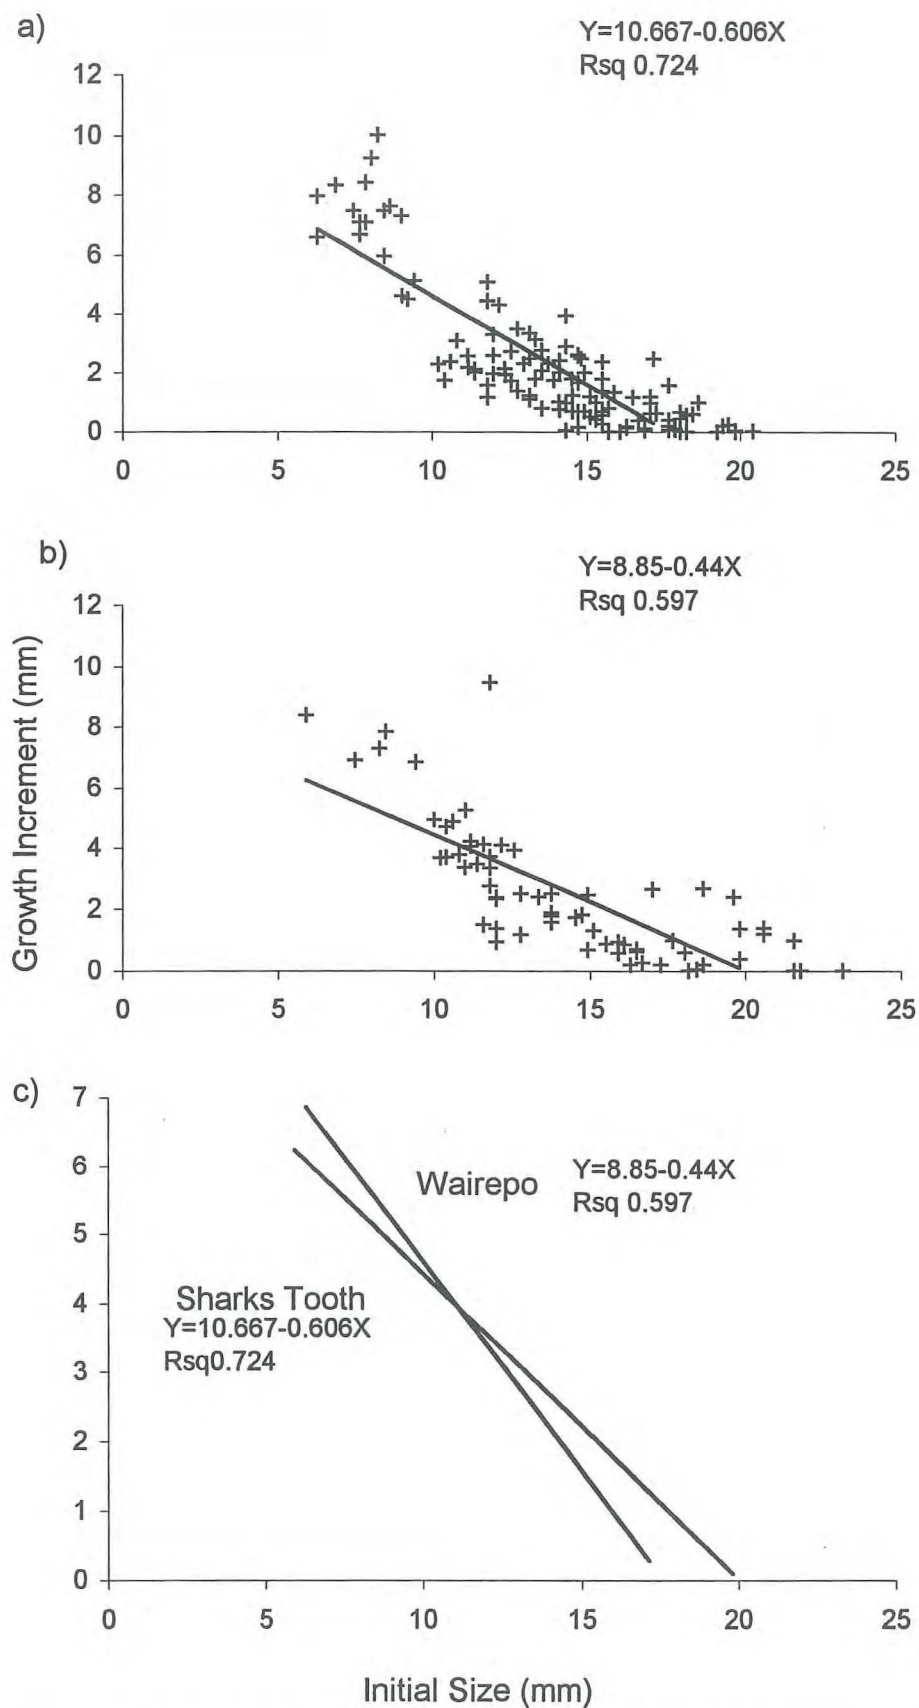 a)
Y=10.667-0.606X
Rsq 0.724
12
10
8
6
4
2
0
0 5 10 15 20 25
b)
Y=8.85-0.44X
Rsq 0.597
Growth Increment (mm)
12
10
8
6
4
2
0
0 5 10 15 20 25
c)
7
6
5
4
3
2
1
0
Wairepo
Y=8.85-0.44X
Rsq 0.597
Sharks Tooth
Y=10.667-0.606X
Rsq0.724
0 5 10 15 20 25
Initial Size (mm)